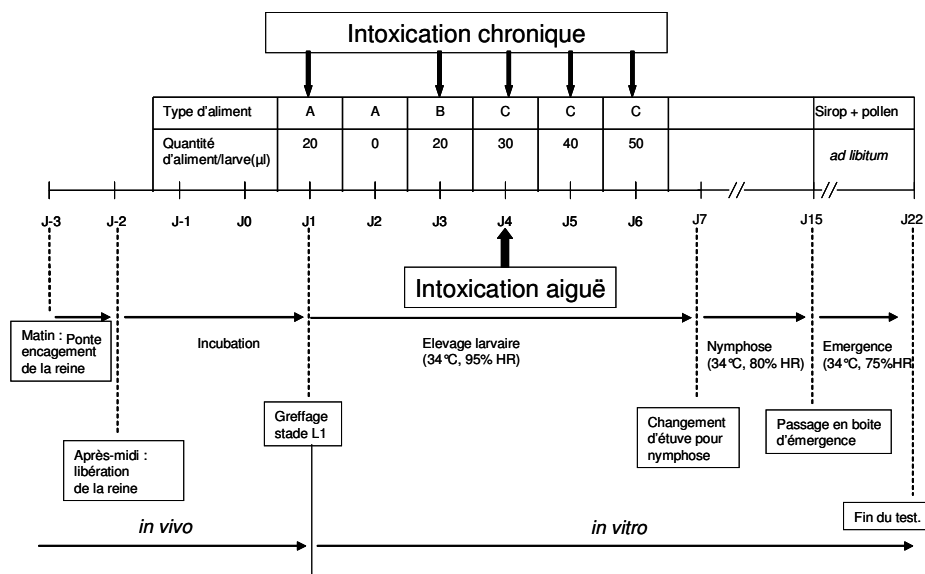 Intoxication chronique
Type d'aliment A A B C C C Sirop + pollen
Quantité
d'aliment/larve(µl) 20 0 20 30 40 50 ad libitum
J-3 J-2 J-1 J0 J1 J2 J3 J4 J5 J6 J7 J15 J22
Intoxication aiguë
Matin : Ponte
encagement
de la reine
Incubation
Elevage larvaire
(34°C, 95% HR)
Nymphose
(34°C, 80% HR)
Emergence
(34°C, 75%HR
Greffage
stade L1
Changement
d'étuve pour
nymphose
Passage en boite
d'émergence
Après-midi :
libération
de la reine
Fin du test.
in vivo
in vitro